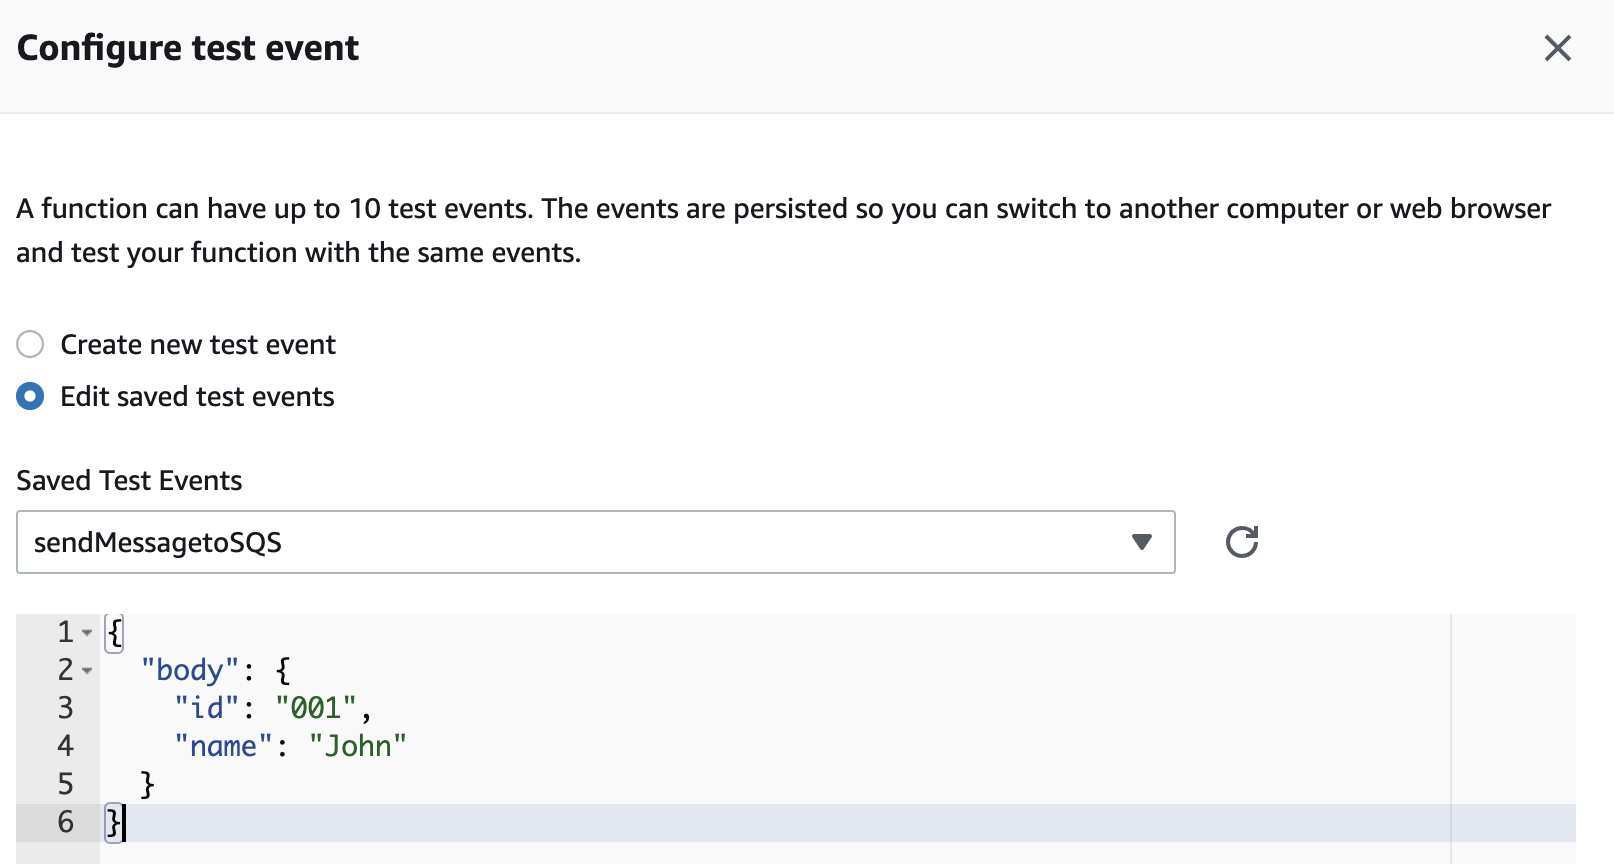 Configure test event
A function can have up to 10 test events. The events are persisted so you can switch to another computer or web browser
and test your function with the same events.
Create new test event
Edit saved test events
Saved Test Events
sendMessagetoSQS
1 {
2   "body": {
3     "id": "001",
4     "name": "John"
5   }
6 }